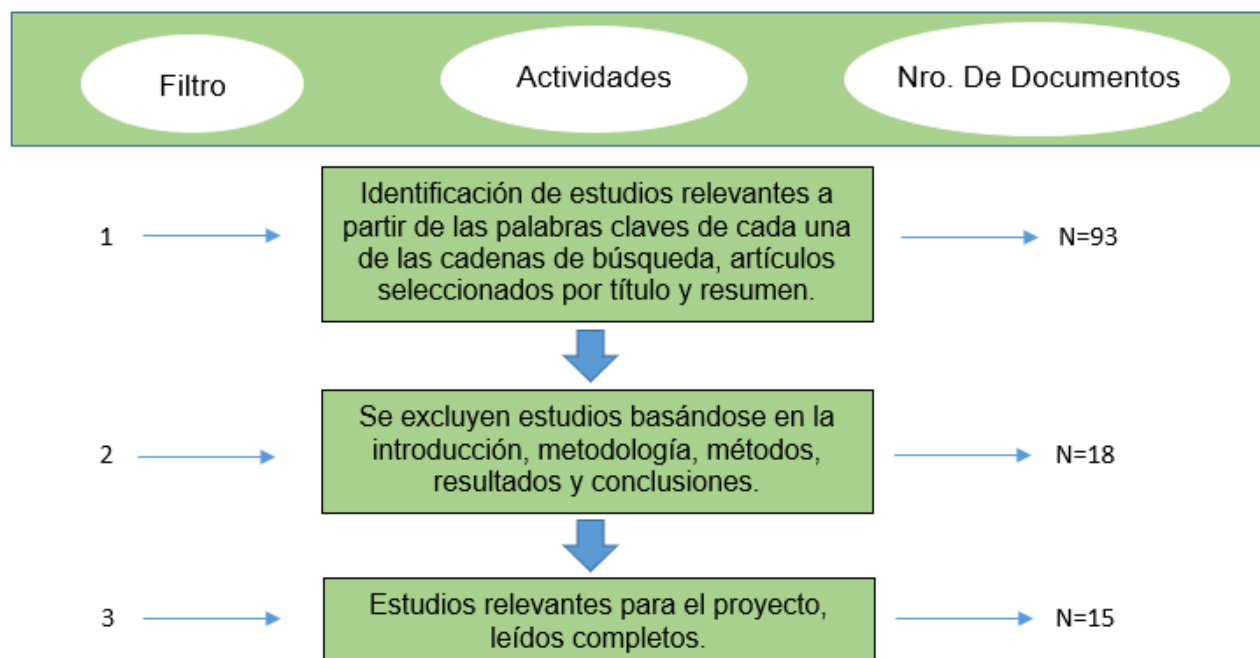 Filtro
Actividades
Nro. De Documentos
1
Identificación de estudios relevantes a
partir de las palabras claves de cada una
de las cadenas de búsqueda, artículos
seleccionados por título y resumen.
N=93
2
Se excluyen estudios basándose en la
introducción, metodología, métodos,
resultados y conclusiones.
N=18
3
Estudios relevantes para el proyecto,
leídos completos.
N=15